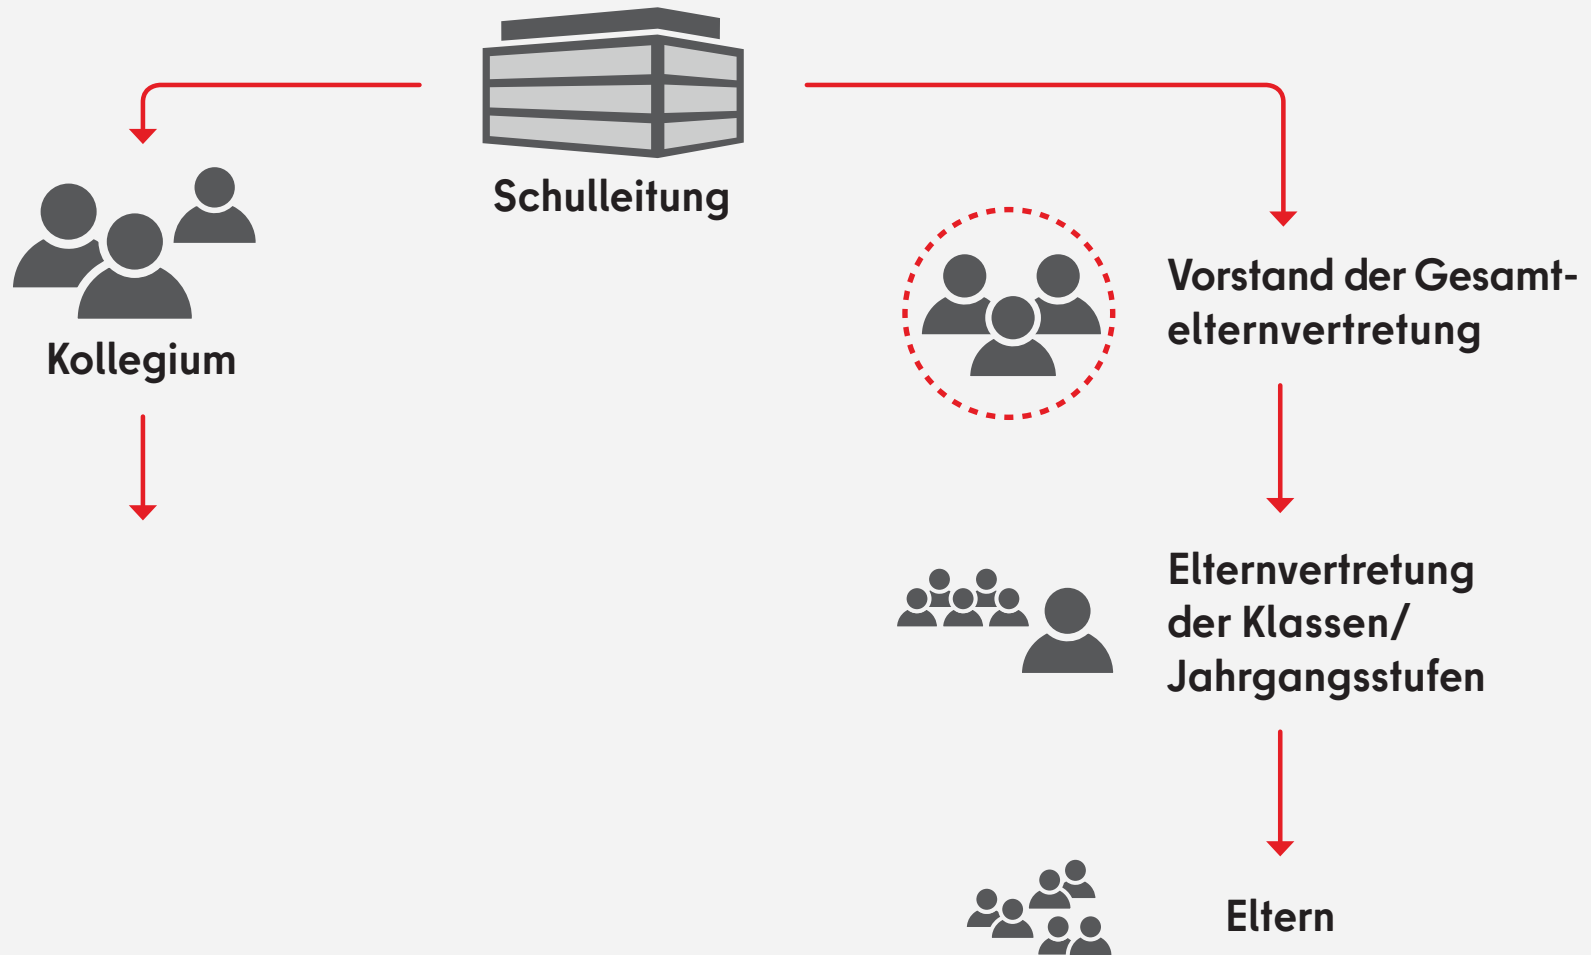 Schulleitung
Kollegium
Vorstand der Gesamt-
elternvertretung
Elternvertretung
der Klassen/
Jahrgangsstufen
Eltern